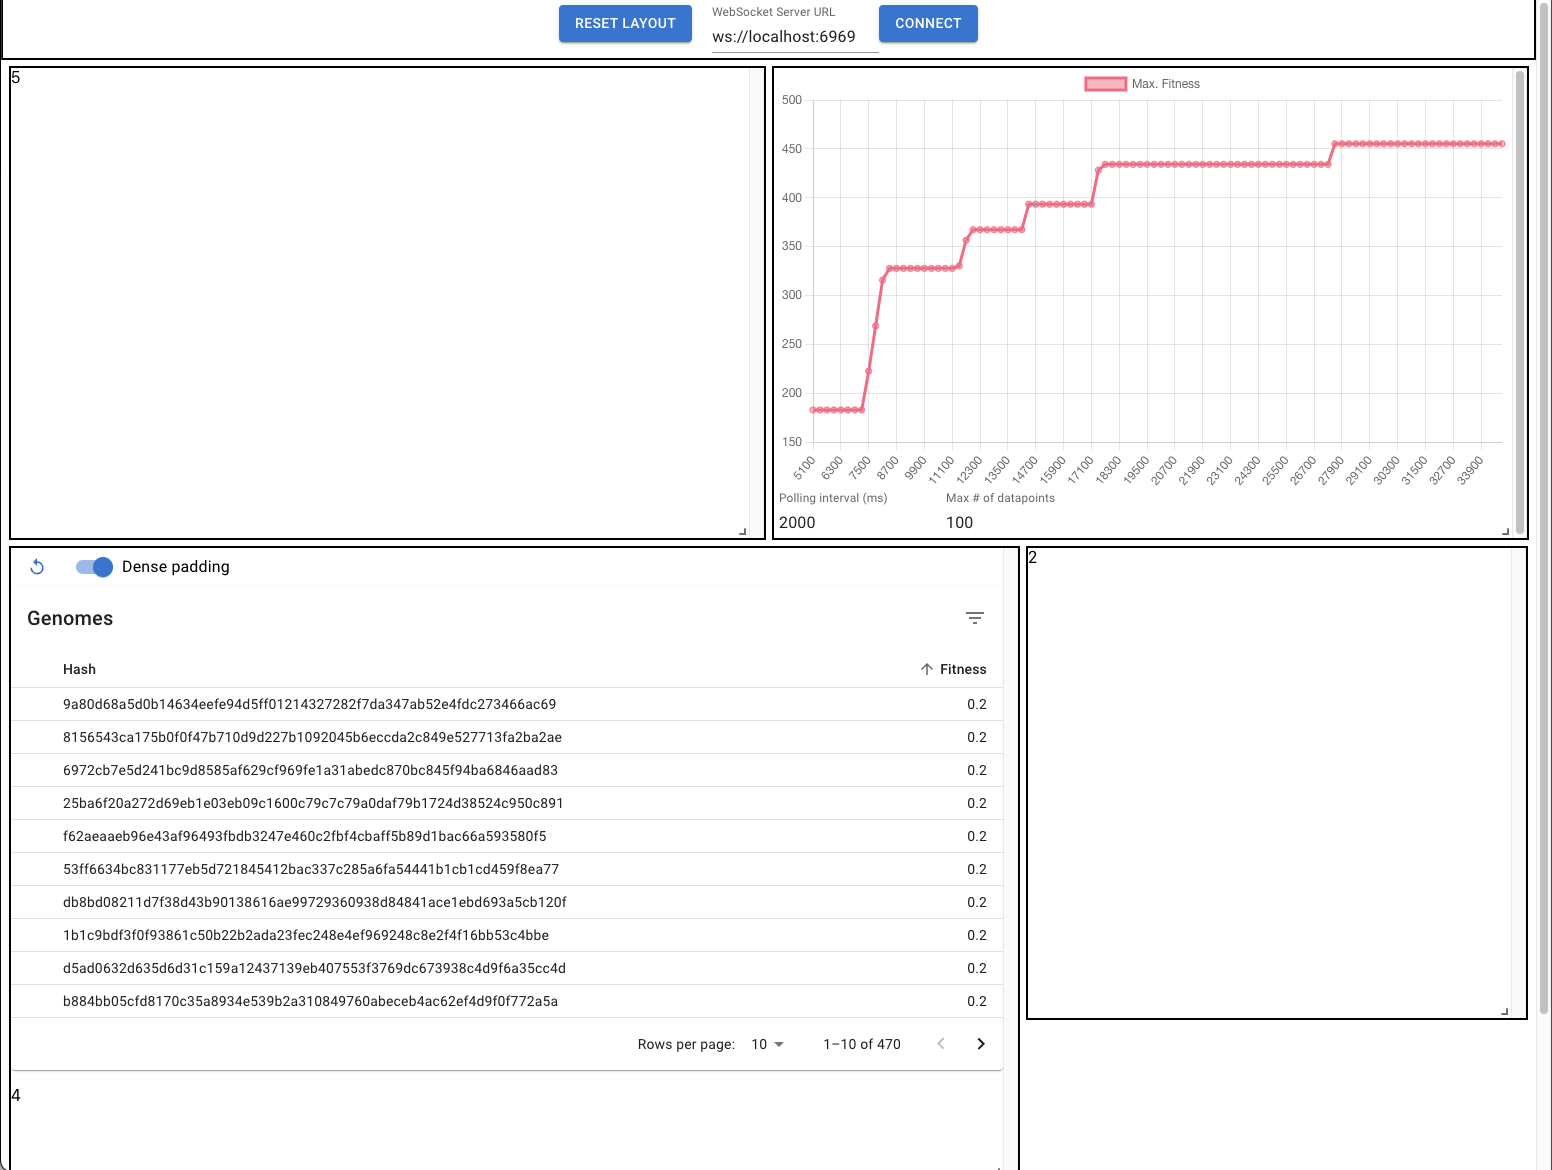 RESET LAYOUT
WebSocket Server URL
ws://localhost:6969
CONNECT
5
Max. Fitness
500
450
400
350
300
250
200
150
5100 6300 7500 8700 9900 11100 12300 13500 14700 15900 17100 18300 19500 20700 21900 23100 24300 25500 26700 27900 29100 30300 31500 32700 33900
Polling interval (ms) Max # of datapoints
2000 100
Dense padding
Genomes
Hash Fitness
9a80d68a5d0b14634eefe94d5ff01214327282f7da347ab52e4fdc273466ac69 0.2
8156543ca175b0f0f47b710d9d227b1092045b6eccda2c849e527713fa2ba2ae 0.2
6972cb7e5d241bc9d8585af629cf969fe1a31abedc870bc845f94ba6846aad83 0.2
25ba6f20a272d69eb1e03eb09c1600c79c7c79a0daf79b1724d38524c950c891 0.2
f62aeaaeb96e43af96493fbdb3247e460c2fbf4cbaff5b89d1bac66a593580f5 0.2
53ff6634bc831177eb5d721845412bac337c285a6fa54441b1cb1cd459f8ea77 0.2
db8bd08211d7f38d43b90138616ae99729360938d84841ace1ebd693a5cb120f 0.2
1b1c9bdf3f0f93861c50b22b2ada23fec248e4ef969248c8e2f4f16bb53c4bbe 0.2
d5ad0632d635d6d31c159a12437139eb407553f3769dc673938c4d9f6a35cc4d 0.2
b884bb05cfd8170c35a8934e539b2a310849760abeceb4ac62ef4d9f0f772a5a 0.2
Rows per page: 10 1–10 of 470
4
2